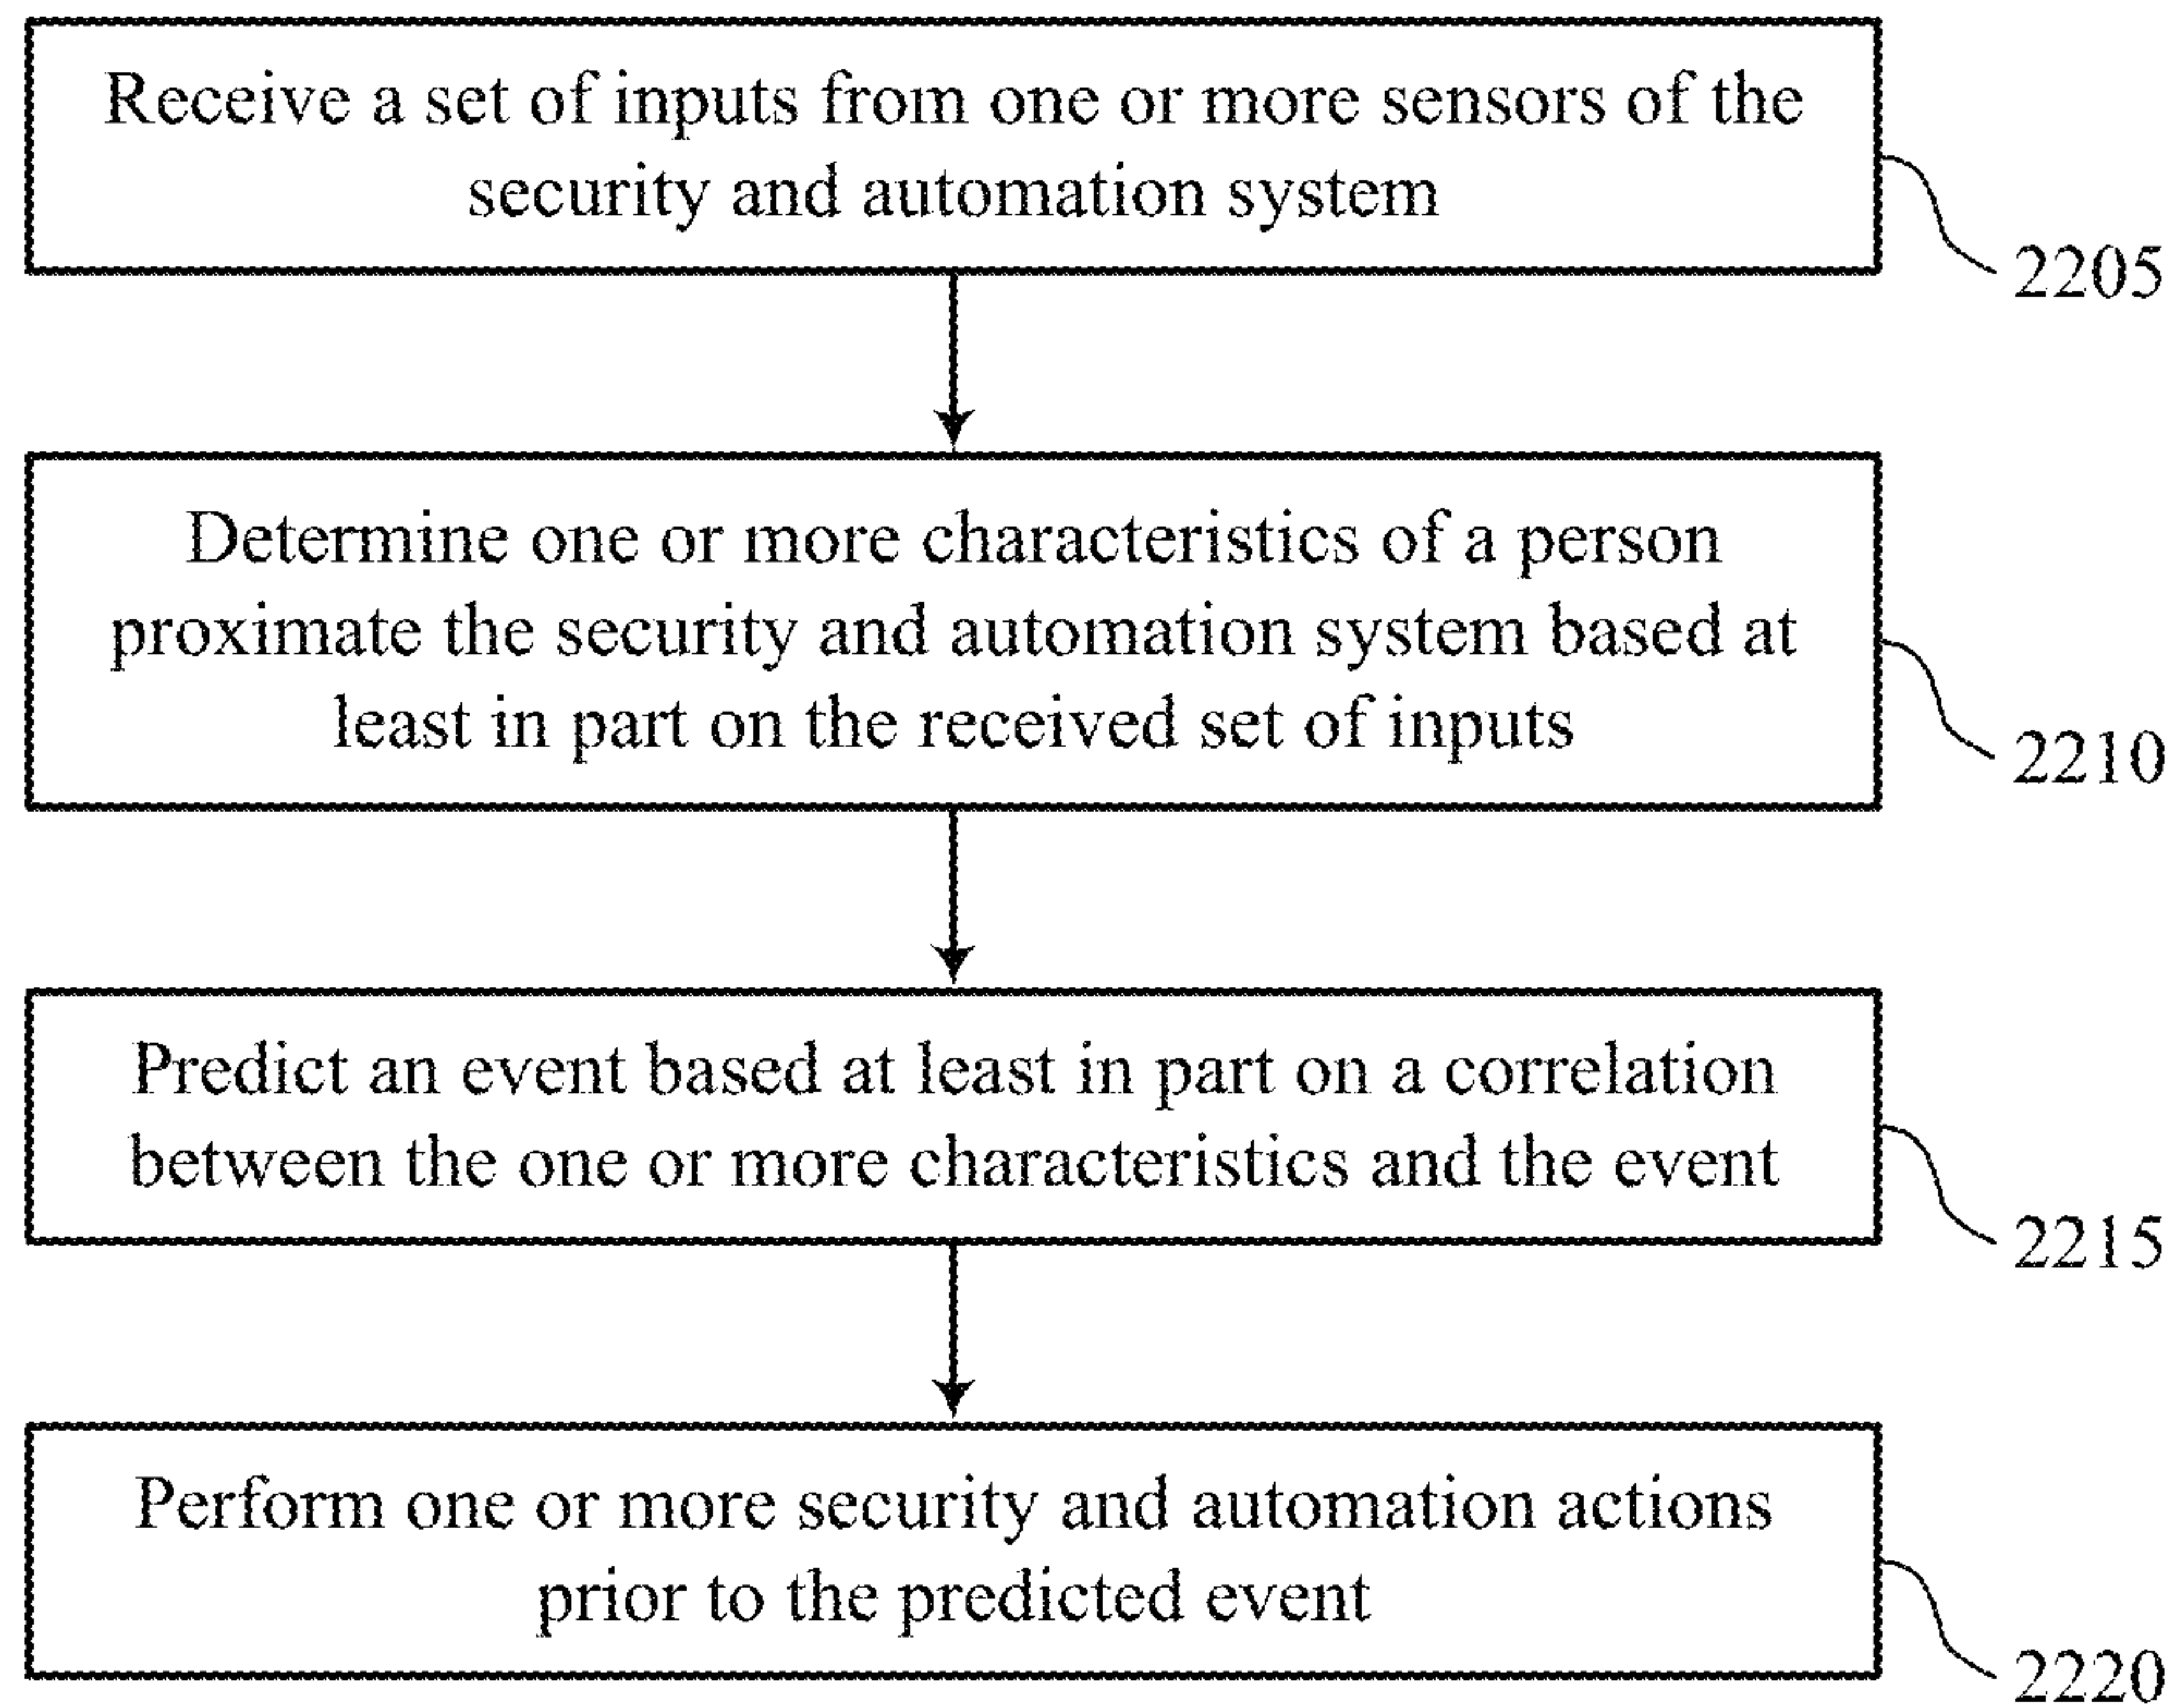 Receive a set of inputs from one or more sensors of the
security and automation system
2205
Determine one or more characteristics of a person
proximate the security and automation system based at
least in part on the received set of inputs
2210
Predict an event based at least in part on a correlation
between the one or more characteristics and the event
2215
Perform one or more security and automation actions
prior to the predicted event
2220